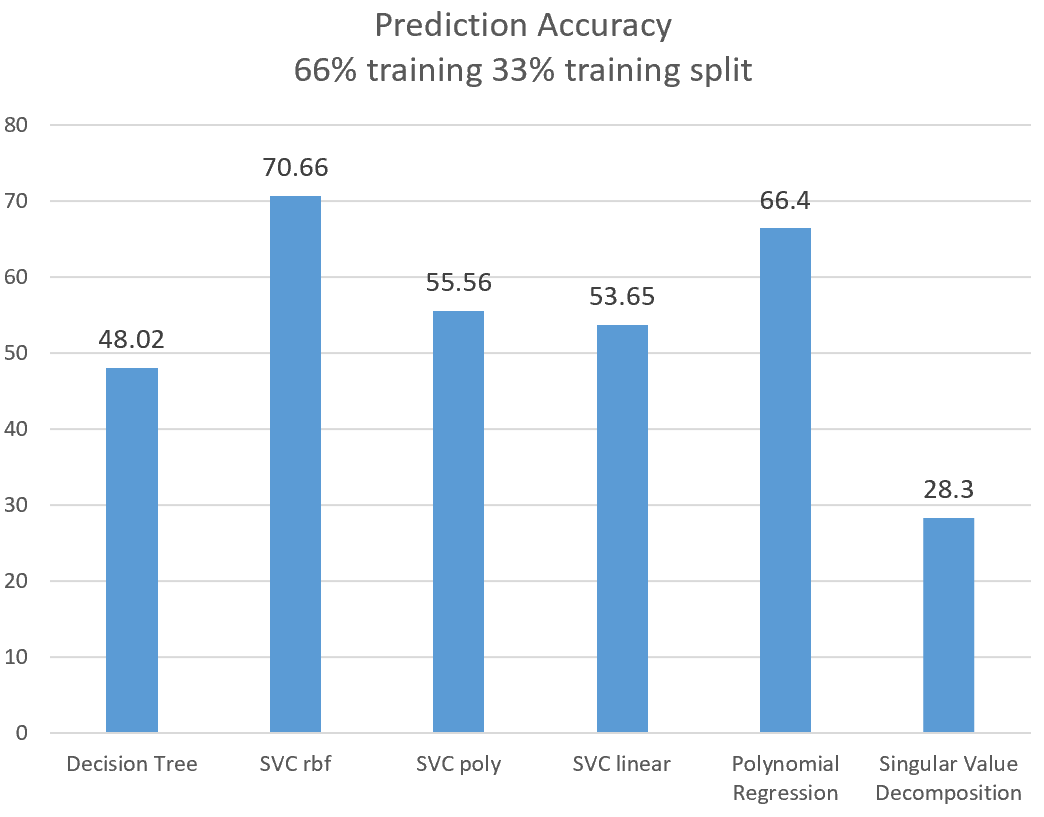 Prediction Accuracy
66% training 33% training split
80
70
60
50
40
30
20
10
0
48.02
70.66
55.56
53.65
66.4
28.3
Decision Tree
SVC rbf
SVC poly
SVC linear
Polynomial
Regression
Singular Value
Decomposition